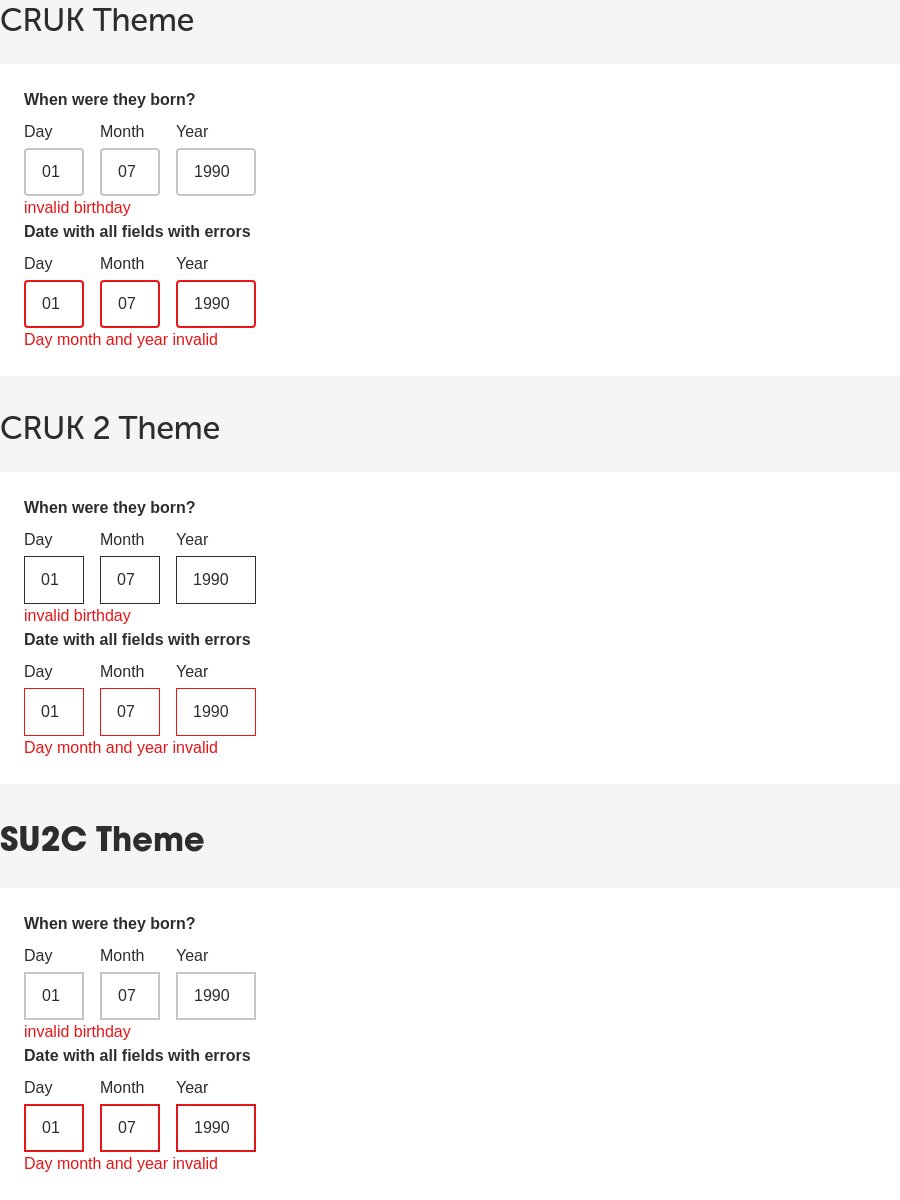 CRUK Theme
When were they born?
Day Month Year
01 07 1990
invalid birthday
Date with all fields with errors
Day Month Year
01 07 1990
Day month and year invalid
CRUK 2 Theme
When were they born?
Day Month Year
01 07 1990
invalid birthday
Date with all fields with errors
Day Month Year
01 07 1990
Day month and year invalid
SU2C Theme
When were they born?
Day Month Year
01 07 1990
invalid birthday
Date with all fields with errors
Day Month Year
01 07 1990
Day month and year invalid